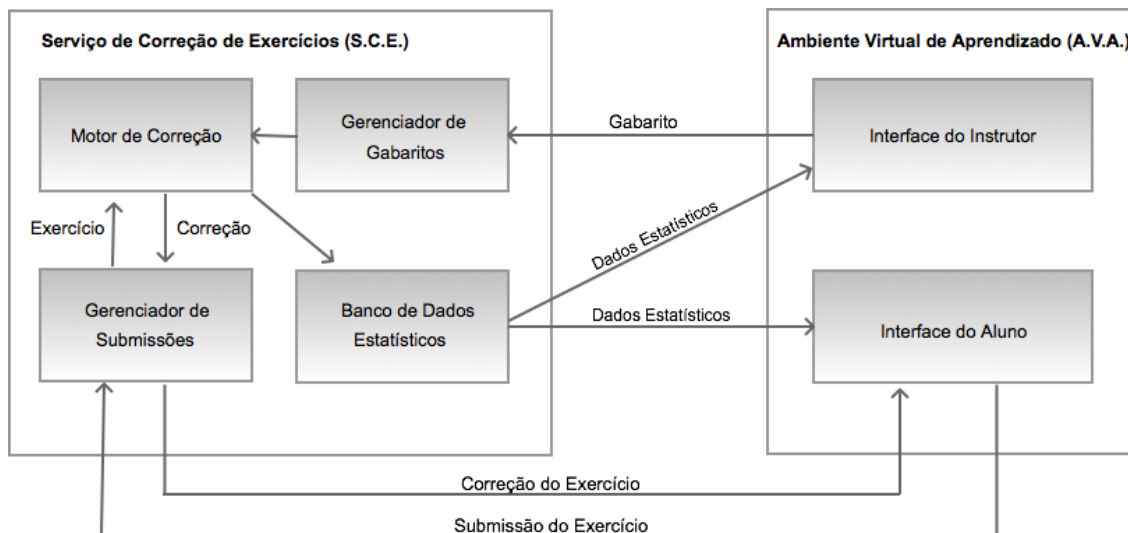 Serviço de Correção de Exercícios (S.C.E.)
Ambiente Virtual de Aprendizado (A.V.A.)
Motor de Correção
Gerenciador de
Gabaritos
Gabarito
Interface do Instrutor
Exercício
Correção
Dados Estatísticos
Gerenciador de
Submissões
Banco de Dados
Estatísticos
Dados Estatísticos
Interface do Aluno
Correção do Exercício
Submissão do Exercício